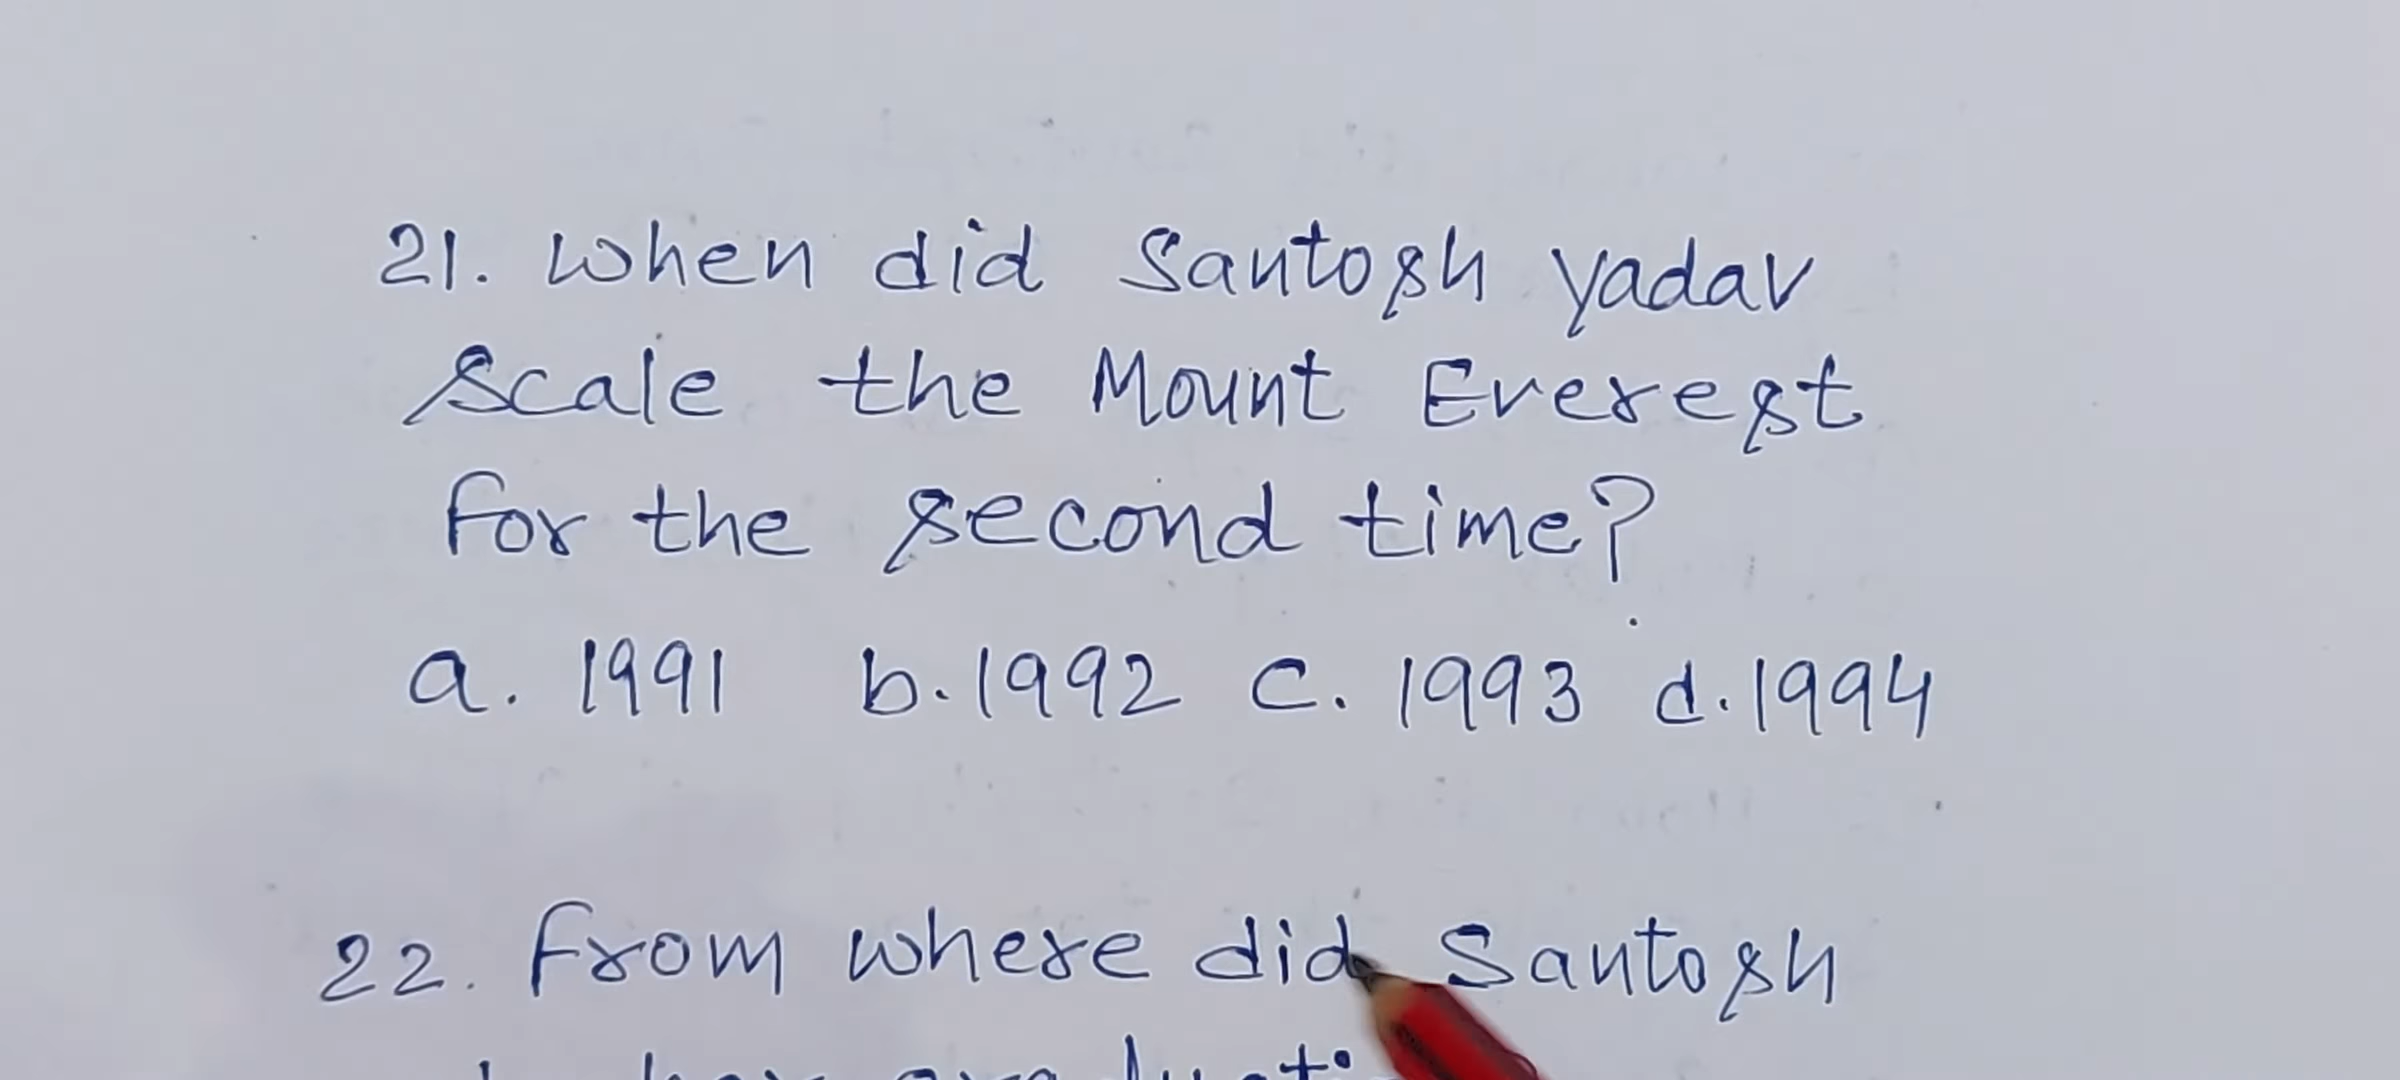 21. When did Santosh yadav
Scale the Mount Everest
for the second time?
a. 1991 b. 1992 c. 1993 d. 1994
22. From where did Santosh